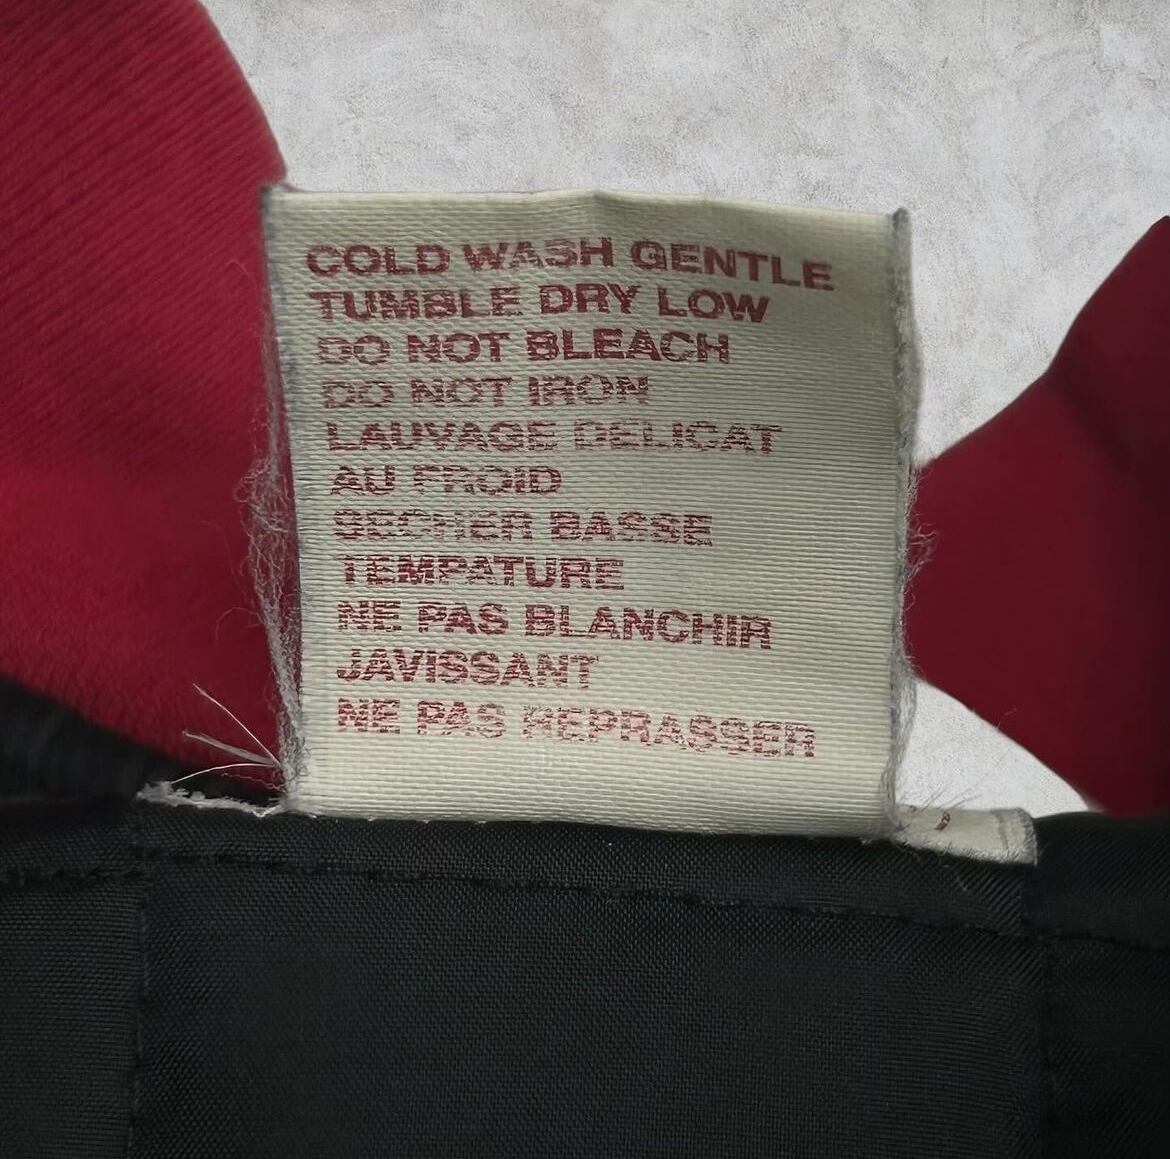 COLD WASH GENTLE
TUMBLE DRY LOW
DO NOT BLEACH
DO NOT IRON
LAUVAGE DELICAT
AU FROID
SECHER BASSE
TEMPATURE
NE PAS BLANCHIR
JAVISSANT
NE PAS REPRASSER